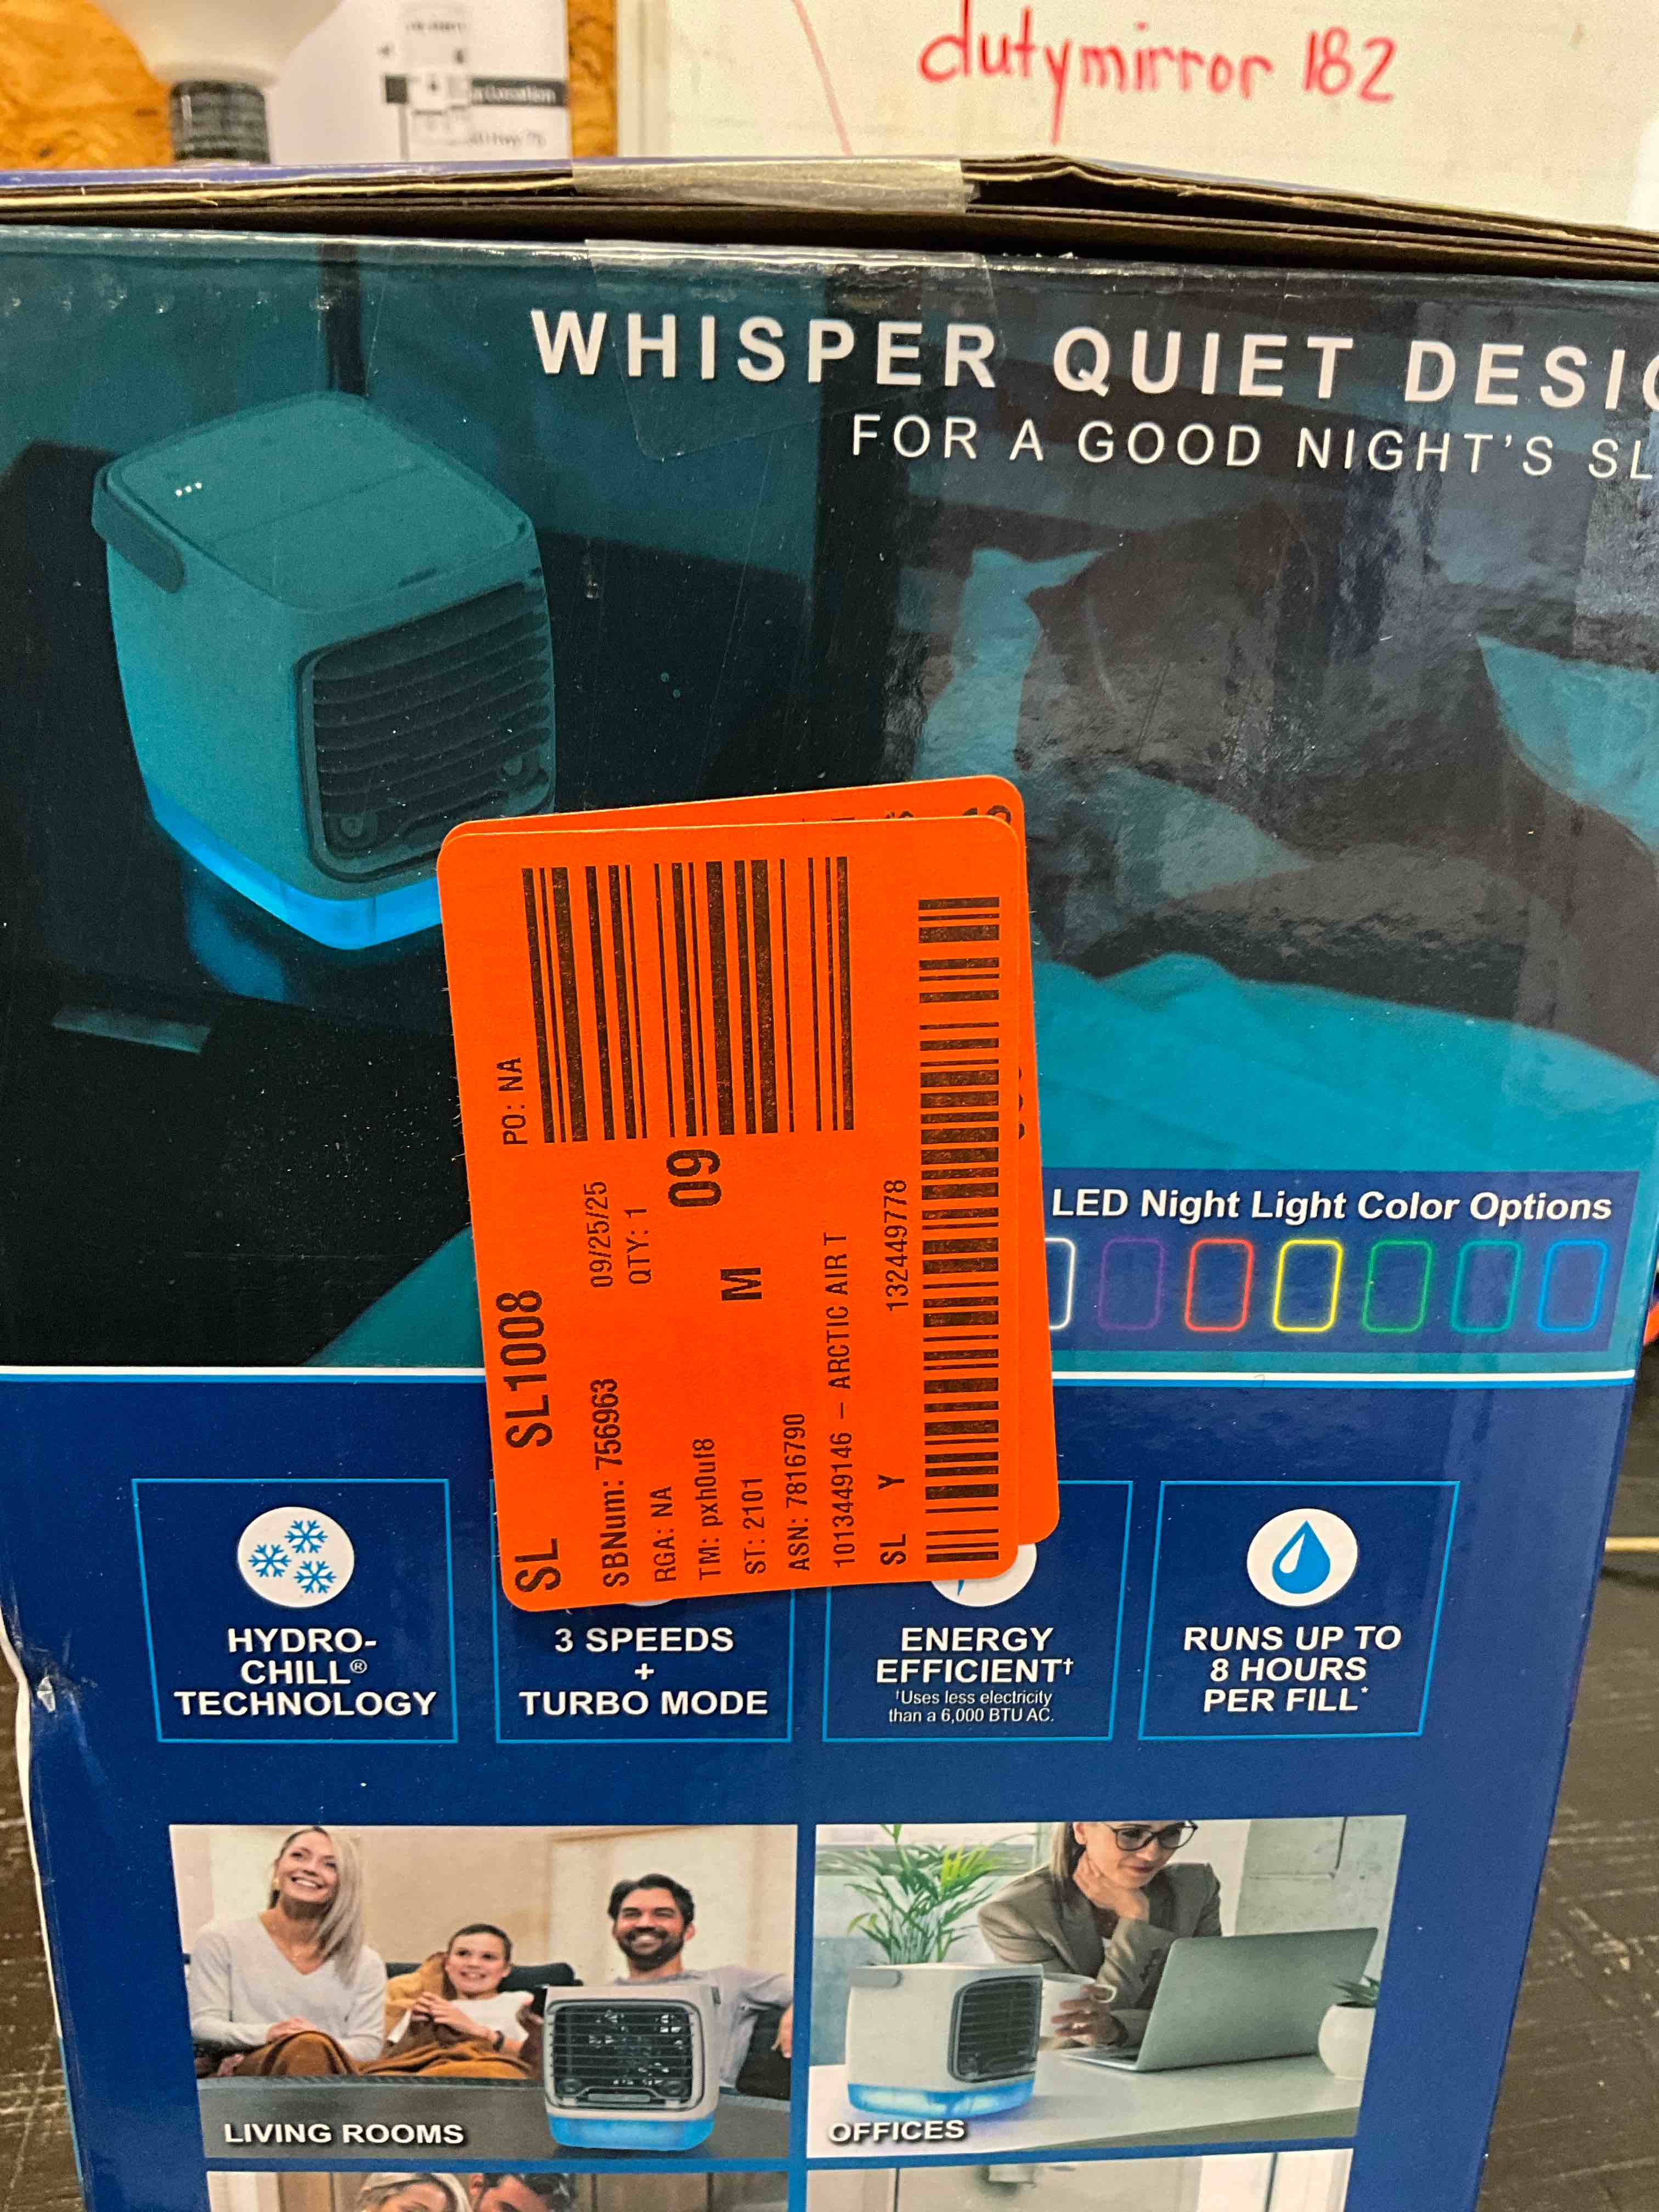 dutymirror 182
WHISPER QUIET DESIG
FOR A GOOD NIGHT'S SL
SL SL1008 PO: NA
SBNum: 756963 09/25/25
RGA: NA QTY: 1
TM: pxh0uf8 09
ST: 2101 M
ASN: 7816790
1013449146 – ARCTIC AIR T
SL Y 132449778
LED Night Light Color Options
HYDRO-
CHILL®
TECHNOLOGY
3 SPEEDS
+
TURBO MODE
ENERGY
EFFICIENT†
†Uses less electricity
than a 6,000 BTU AC.
RUNS UP TO
8 HOURS
PER FILL*
LIVING ROOMS
OFFICES